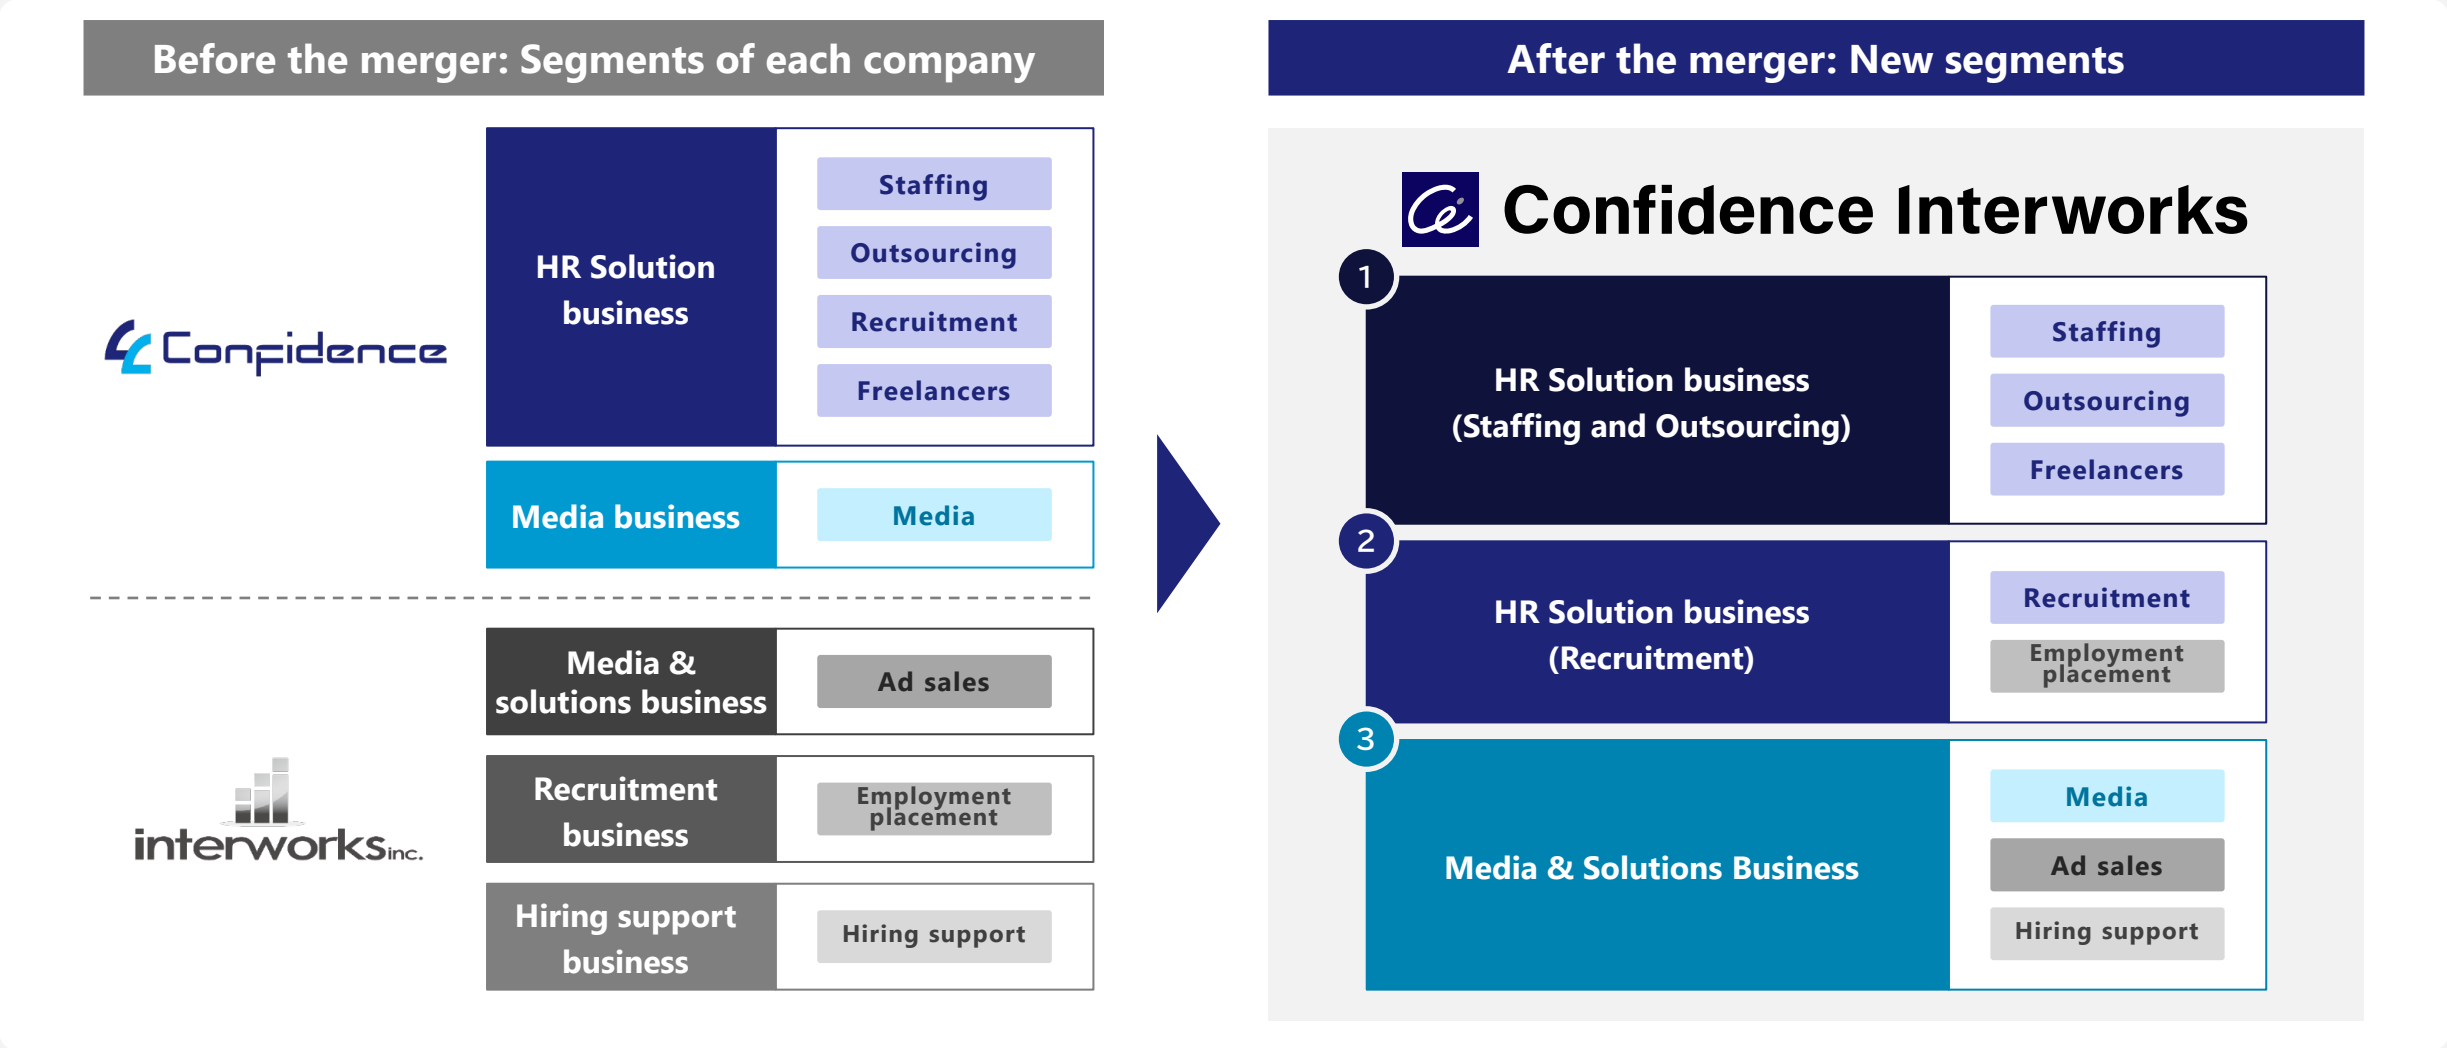 Before the merger: Segments of each company
Confidence
HR Solution
business
Staffing
Outsourcing
Recruitment
Freelancers
Media business
Media
interworks inc.
Media &
solutions business
Ad sales
Recruitment
business
Employment
placement
Hiring support
business
Hiring support
After the merger: New segments
Ci Confidence Interworks
1
HR Solution business
(Staffing and Outsourcing)
Staffing
Outsourcing
Freelancers
2
HR Solution business
(Recruitment)
Recruitment
Employment
placement
3
Media & Solutions Business
Media
Ad sales
Hiring support